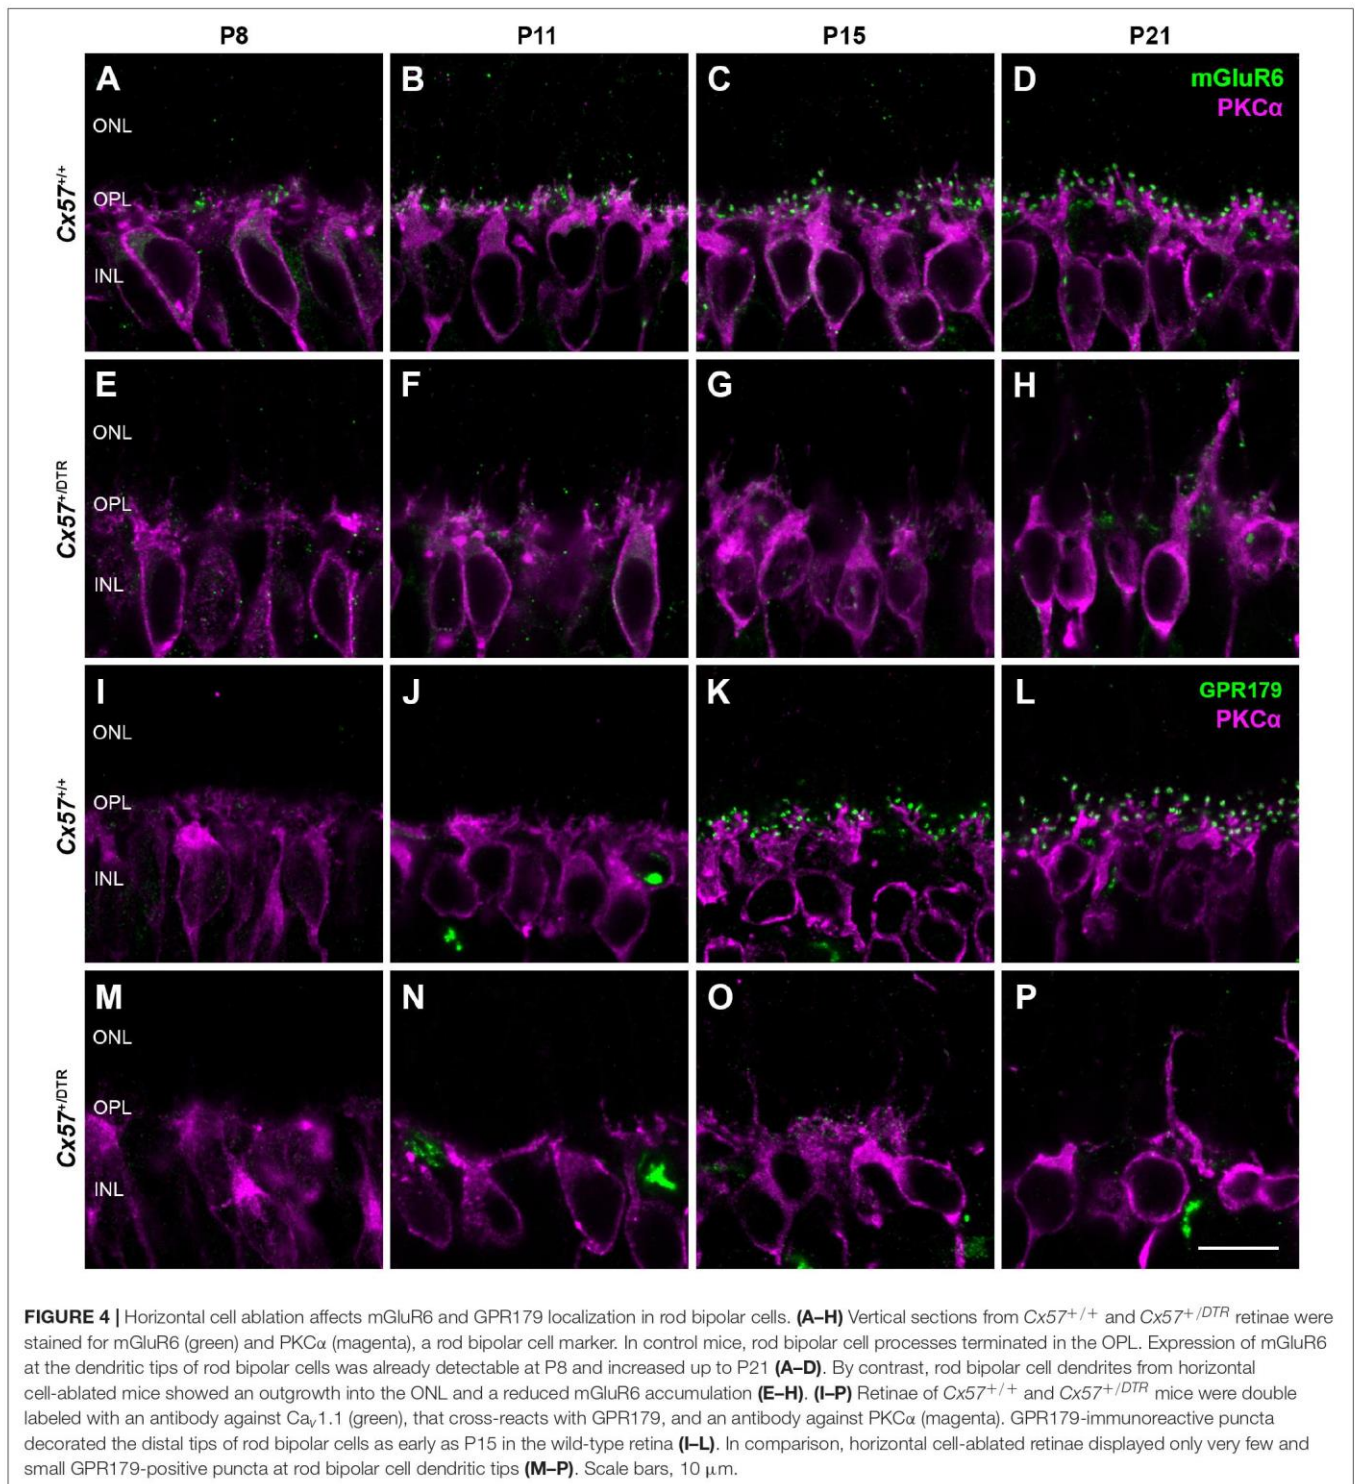 P8 P11 P15 P21
Cx57+/+
A B C D
mGluR6
PKCα
ONL
OPL
INL
Cx57+/DTR
E F G H
ONL
OPL
INL
Cx57+/+
I J K L
GPR179
PKCα
ONL
OPL
INL
Cx57+/DTR
M N O P
ONL
OPL
INL
FIGURE 4 | Horizontal cell ablation affects mGluR6 and GPR179 localization in rod bipolar cells. (A–H) Vertical sections from Cx57+/+ and Cx57+/DTR retinae were
stained for mGluR6 (green) and PKCα (magenta), a rod bipolar cell marker. In control mice, rod bipolar cell processes terminated in the OPL. Expression of mGluR6
at the dendritic tips of rod bipolar cells was already detectable at P8 and increased up to P21 (A–D). By contrast, rod bipolar cell dendrites from horizontal
cell-ablated mice showed an outgrowth into the ONL and a reduced mGluR6 accumulation (E–H). (I–P) Retinae of Cx57+/+ and Cx57+/DTR mice were double
labeled with an antibody against Cav1.1 (green), that cross-reacts with GPR179, and an antibody against PKCα (magenta). GPR179-immunoreactive puncta
decorated the distal tips of rod bipolar cells as early as P15 in the wild-type retina (I–L). In comparison, horizontal cell-ablated retinae displayed only very few and
small GPR179-positive puncta at rod bipolar cell dendritic tips (M–P). Scale bars, 10 μm.